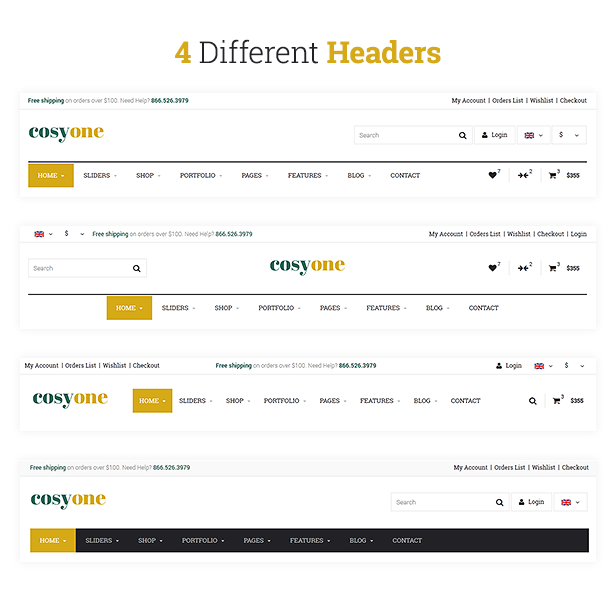 4 Different Headers
Free shipping on orders over $100. Need Help? 866.526.3979 My Account | Orders List | Wishlist | Checkout
cosyone Search Login $
HOME SLIDERS SHOP PORTFOLIO PAGES FEATURES BLOG CONTACT 7 2 3 $355
$ Free shipping on orders over $100. Need Help? 866.526.3979 My Account | Orders List | Wishlist | Checkout | Login
Search cosyone 7 2 3 $355
HOME SLIDERS SHOP PORTFOLIO PAGES FEATURES BLOG CONTACT
My Account | Orders List | Wishlist | Checkout Free shipping on orders over $100. Need Help? 866.526.3979 Login $
cosyone HOME SLIDERS SHOP PORTFOLIO PAGES FEATURES BLOG CONTACT 3 $355
Free shipping on orders over $100. Need Help? 866.526.3979 My Account | Orders List | Wishlist | Checkout
cosyone Search Login
HOME SLIDERS SHOP PORTFOLIO PAGES FEATURES BLOG CONTACT